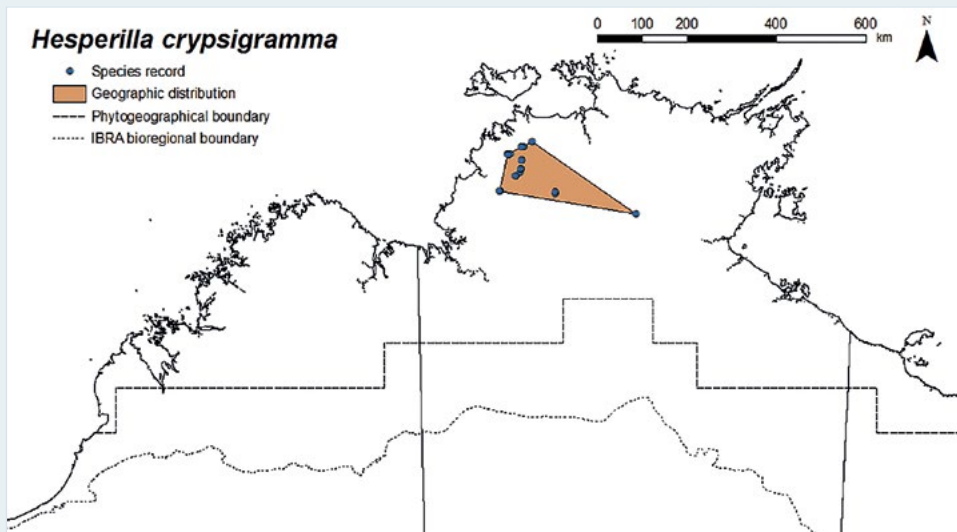 Hesperilla crypsigramma
Species record
Geographic distribution
Phytogeographical boundary
IBRA bioregional boundary
0 100 200 400 600
km
N